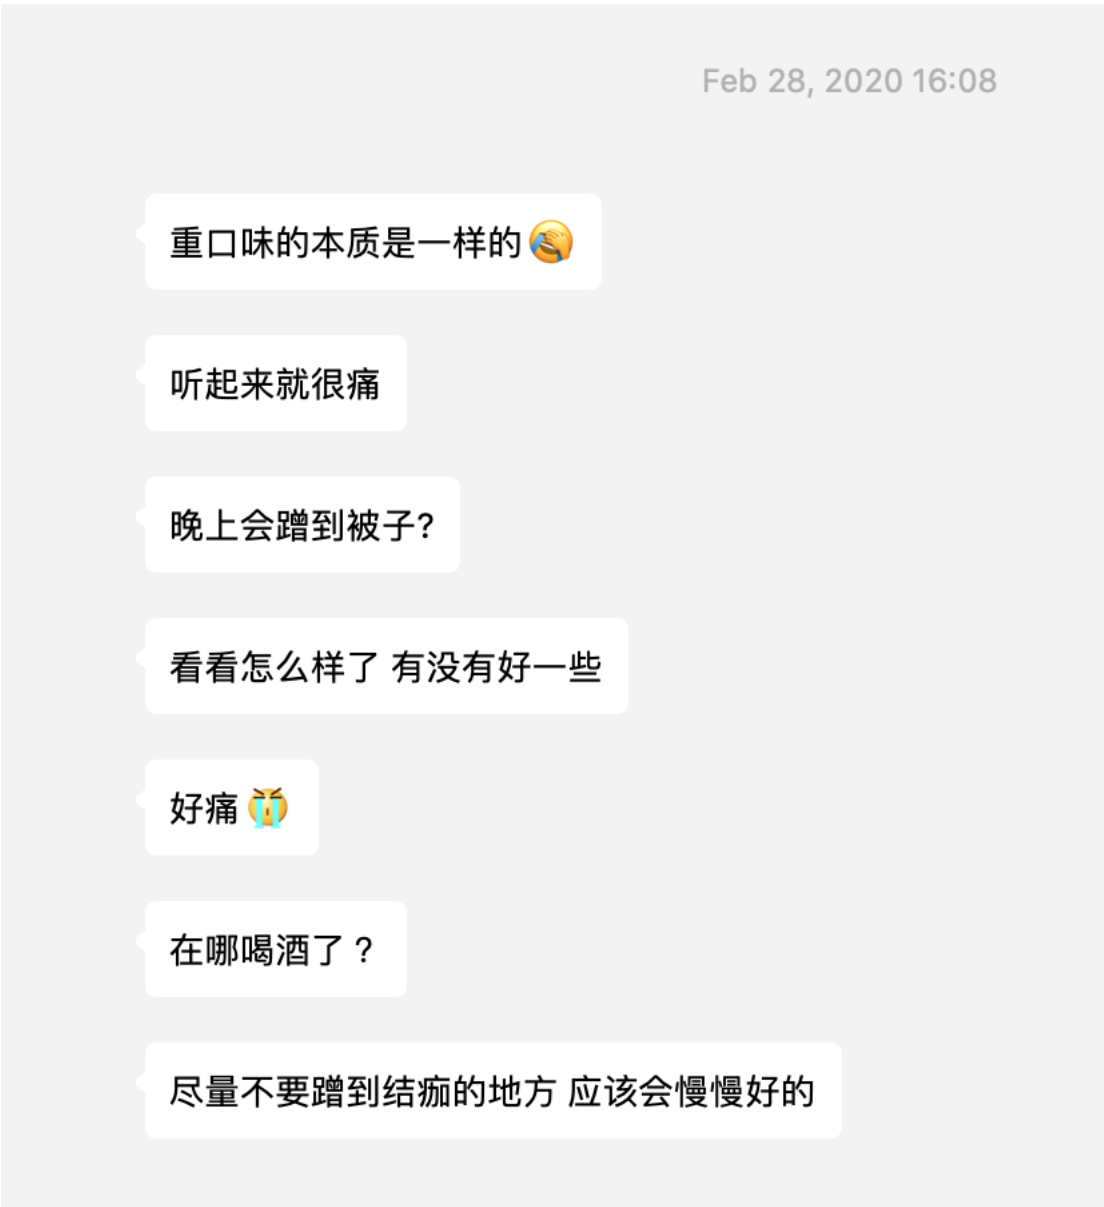 Feb 28, 2020 16:08
重口味的本质是一样的🤦
听起来就很痛
晚上会蹭到被子?
看看怎么样了 有没有好一些
好痛😭
在哪喝酒了？
尽量不要蹭到结痂的地方 应该会慢慢好的